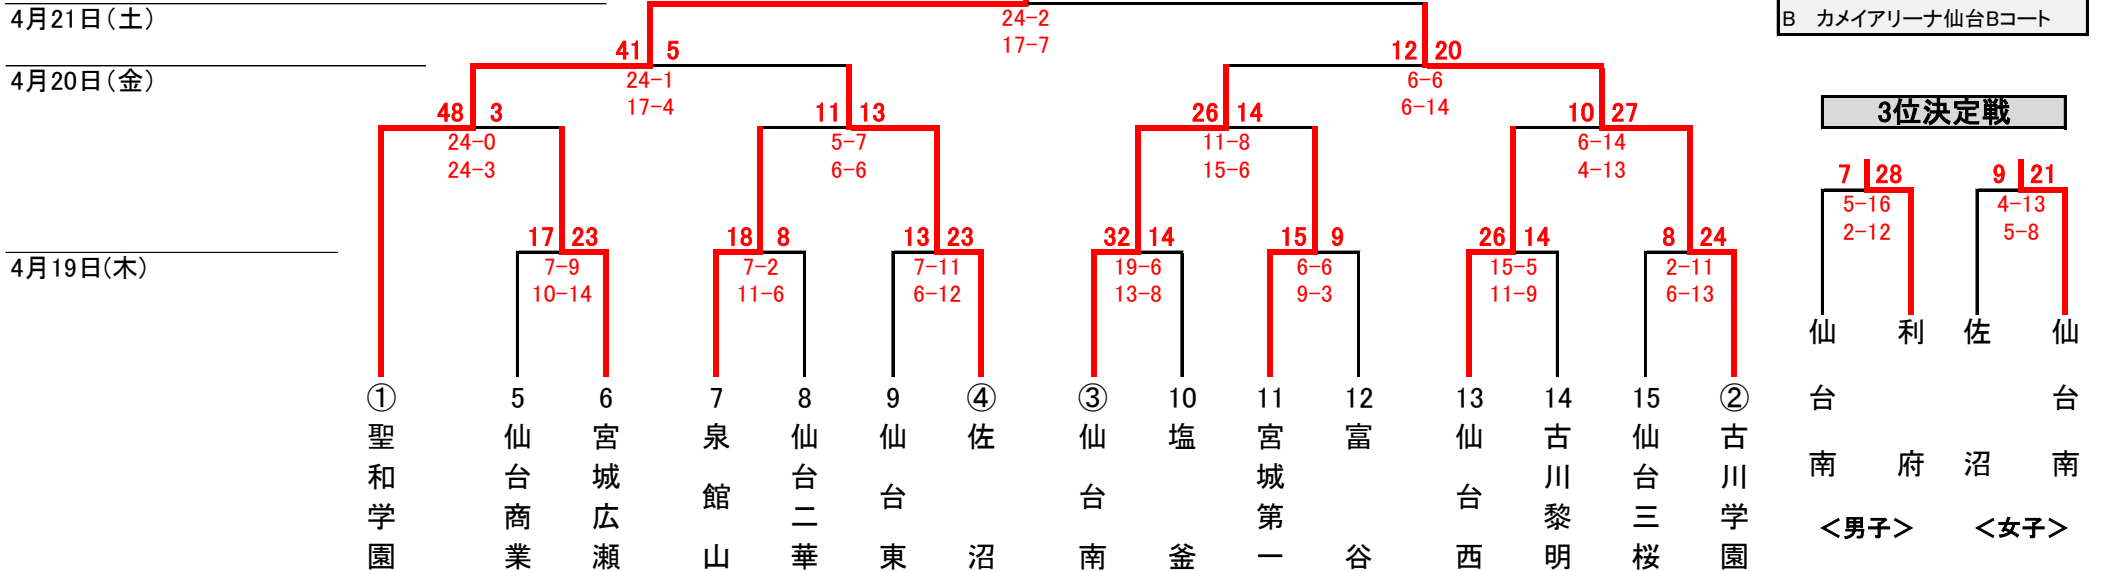 4月21日(土)
24-2
17-7
B　カメイアリーナ仙台Bコート
41 5
12 20
4月20日(金)
24-1
17-4
6-6
6-14
48 3
11 13
26 14
10 27
24-0
24-3
5-7
6-6
11-8
15-6
6-14
4-13
3位決定戦
7 28
9 21
5-16
2-12
4-13
5-8
17 23
18 8
13 23
32 14
15 9
26 14
8 24
4月19日(木)
7-9
10-14
7-2
11-6
7-11
6-12
19-6
13-8
6-6
9-3
15-5
11-9
2-11
6-13
① 聖和学園
5 仙台商業
6 宮城広瀬
7 泉館山
8 仙台二華
9 仙台東
④ 佐沼
③ 仙台南
10 塩釜
11 宮城第一
12 富谷
13 仙台西
14 古川黎明
15 仙台三桜
② 古川学園
仙台南
利府
佐沼
仙台南
＜男子＞
＜女子＞